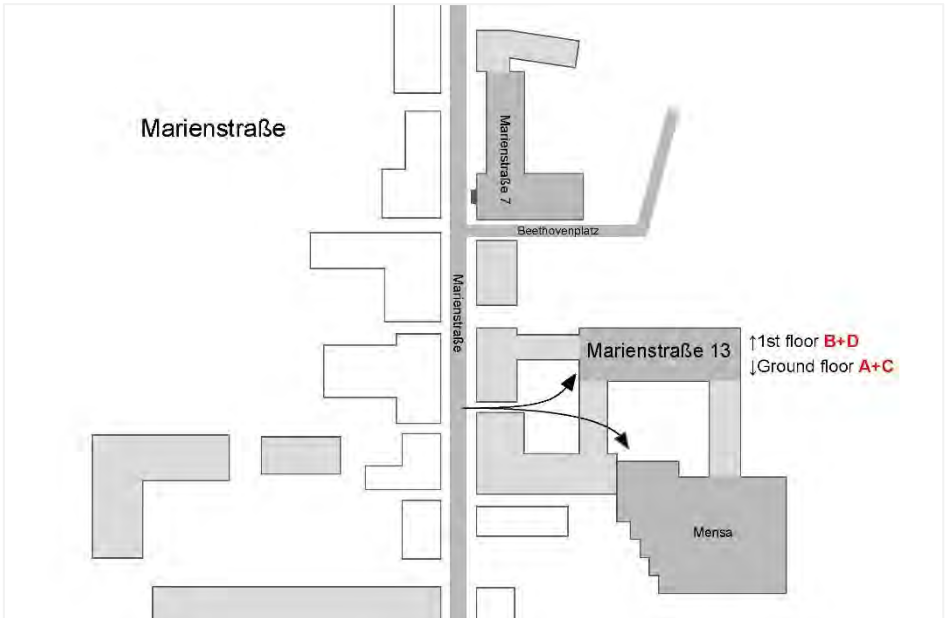 Marienstraße
Marienstraße 7
Beethovenplatz
Marienstraße
Marienstraße 13
↑1st floor B+D
↓Ground floor A+C
Mensa